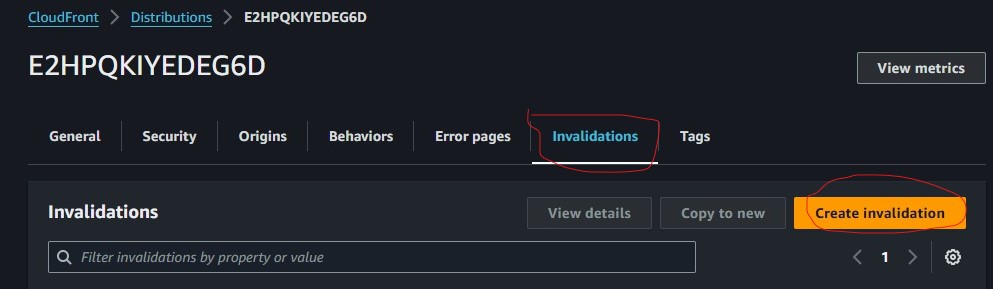 CloudFront > Distributions > E2HPQKIYEDEG6D
E2HPQKIYEDEG6D
View metrics
General Security Origins Behaviors Error pages Invalidations Tags
Invalidations View details Copy to new Create invalidation
Filter invalidations by property or value < 1 >